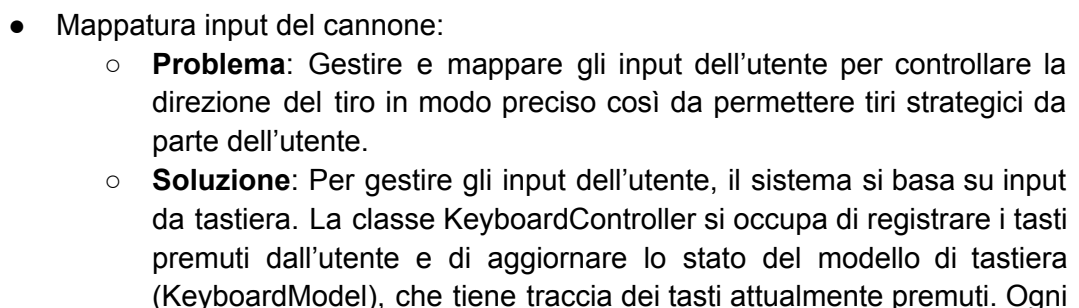 ● Mappatura input del cannone:
○ Problema: Gestire e mappare gli input dell’utente per controllare la
direzione del tiro in modo preciso così da permettere tiri strategici da
parte dell’utente.
○ Soluzione: Per gestire gli input dell’utente, il sistema si basa su input
da tastiera. La classe KeyboardController si occupa di registrare i tasti
premuti dall’utente e di aggiornare lo stato del modello di tastiera
(KeyboardModel), che tiene traccia dei tasti attualmente premuti. Ogni